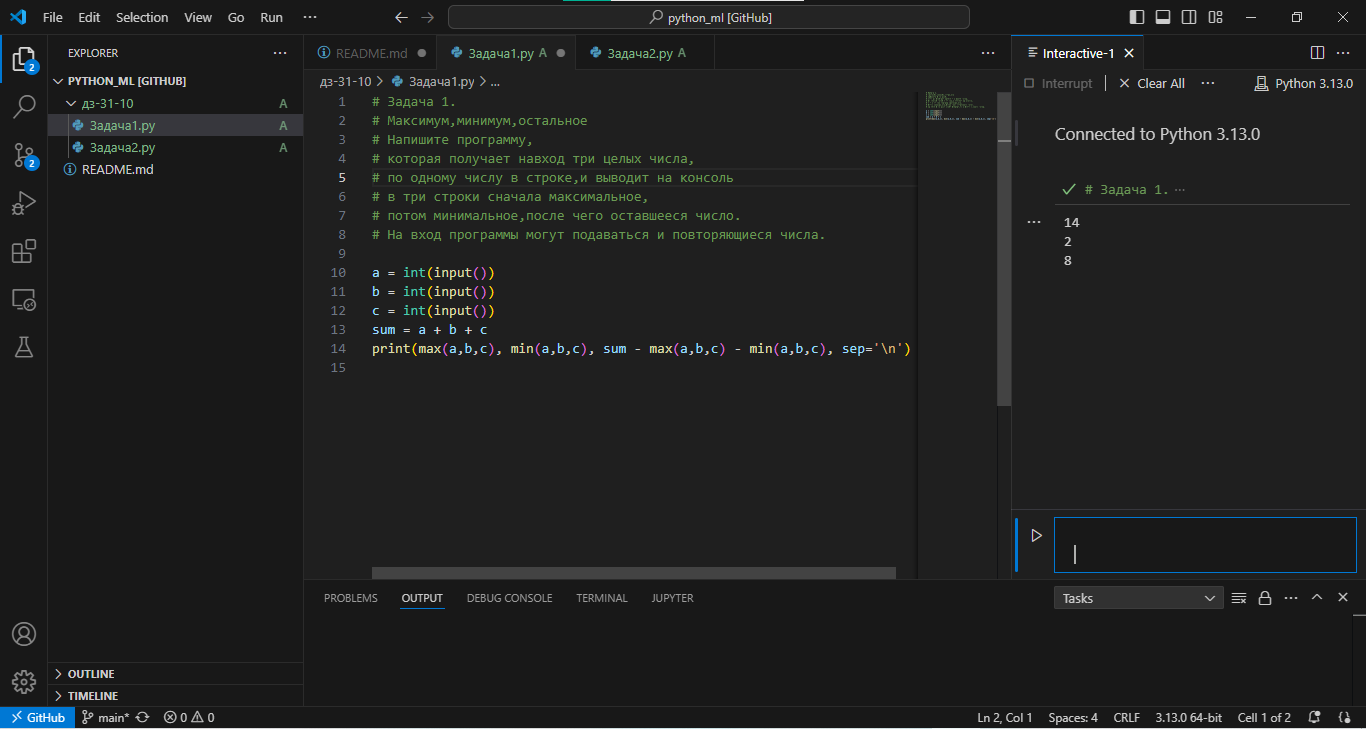 File Edit Selection View Go Run ···
python_ml [GitHub]
EXPLORER ···
PYTHON_ML [GITHUB]
дз-31-10 A
Задача1.py A
Задача2.py A
README.md
OUTLINE
TIMELINE
README.md
Задача1.py A
Задача2.py A
···
дз-31-10 > Задача1.py > ...
1 # Задача 1.
2 # Максимум,минимум,остальное
3 # Напишите программу,
4 # которая получает навход три целых числа,
5 # по одному числу в строке,и выводит на консоль
6 # в три строки сначала максимальное,
7 # потом минимальное,после чего оставшееся число.
8 # На вход программы могут подаваться и повторяющиеся числа.
9
10 a = int(input())
11 b = int(input())
12 c = int(input())
13 sum = a + b + c
14 print(max(a,b,c), min(a,b,c), sum - max(a,b,c) - min(a,b,c), sep='\n')
15
Interactive-1
Interrupt | Clear All ··· Python 3.13.0
Connected to Python 3.13.0
# Задача 1. ···
14
2
8
PROBLEMS OUTPUT DEBUG CONSOLE TERMINAL JUPYTER
Tasks
2
2
GitHub main* 0 0
Ln 2, Col 1 Spaces: 4 CRLF 3.13.0 64-bit Cell 1 of 2